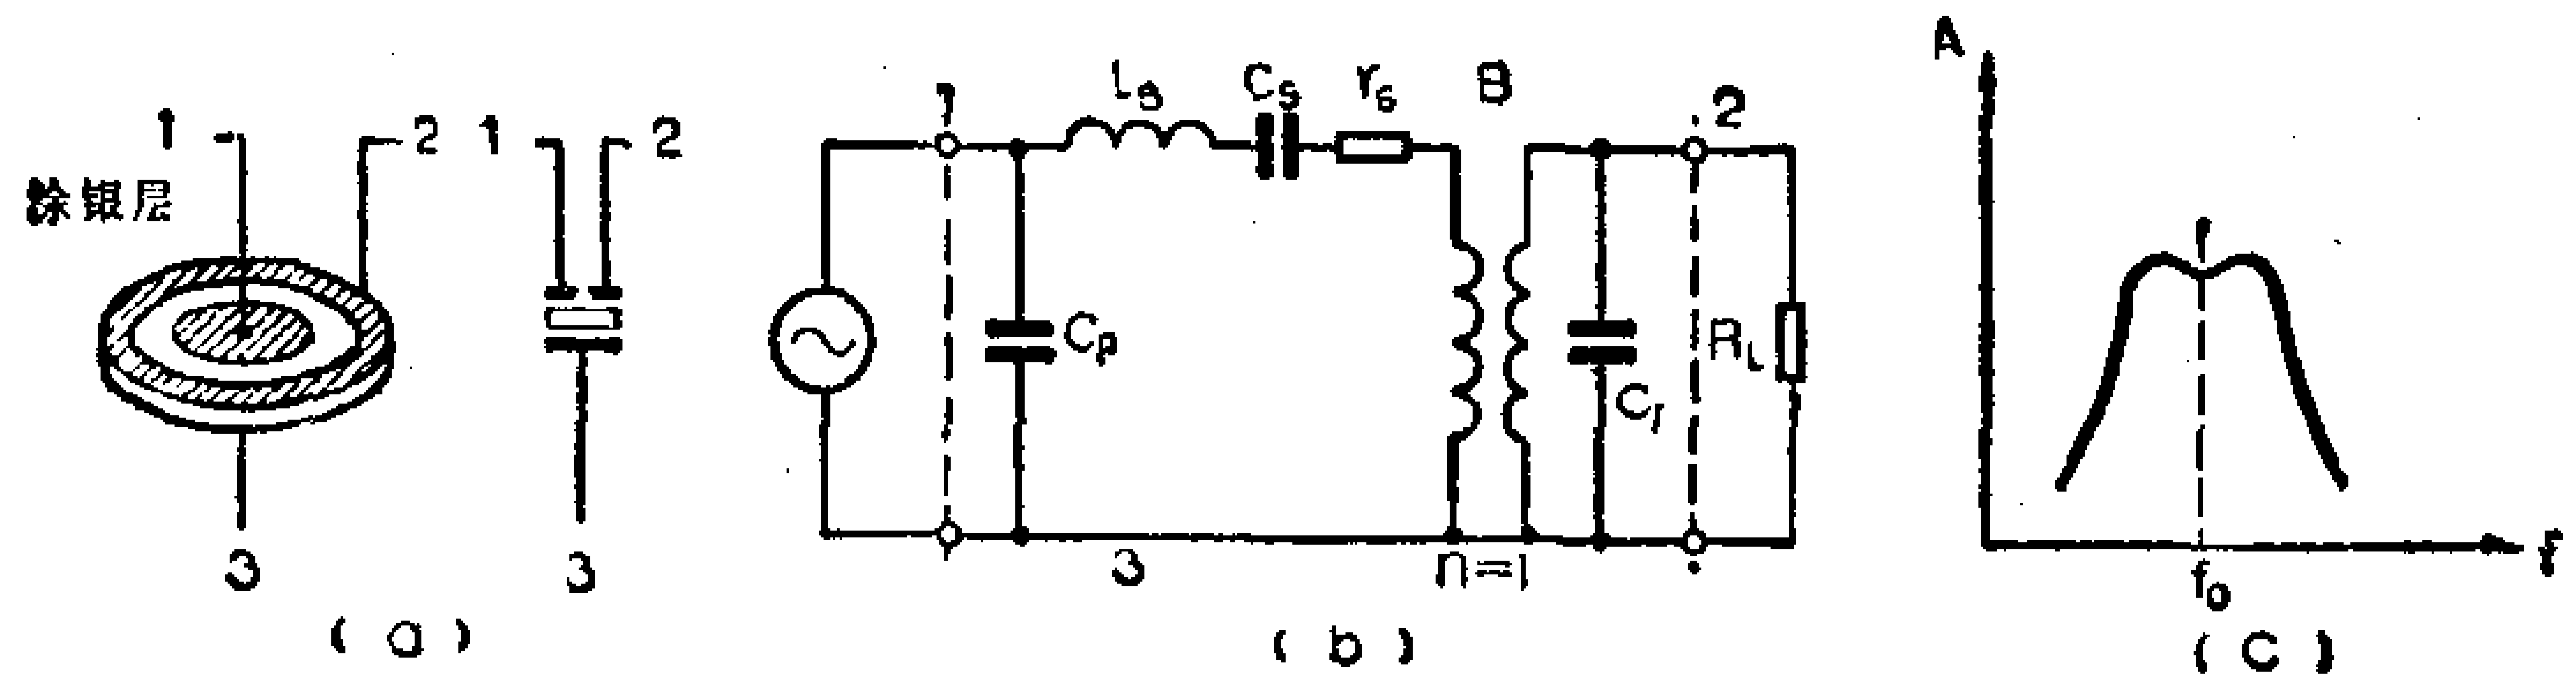 1 2 1 2
涂银层
3 3
(a)
1 Ls Cs rs B 2
Cp C1 RL
3 n=1
(b)
A
f0 f
(C)